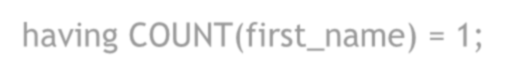 having COUNT(first_name) = 1;